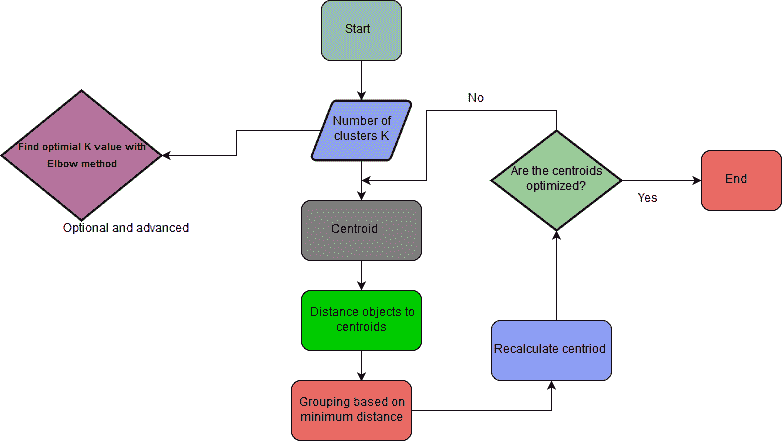 Start
Number of
clusters K
Find optimial K value with
Elbow method
Optional and advanced
No
Are the centroids
optimized?
Yes
End
Centroid
Distance objects to
centroids
Recalculate centriod
Grouping based on
minimum distance